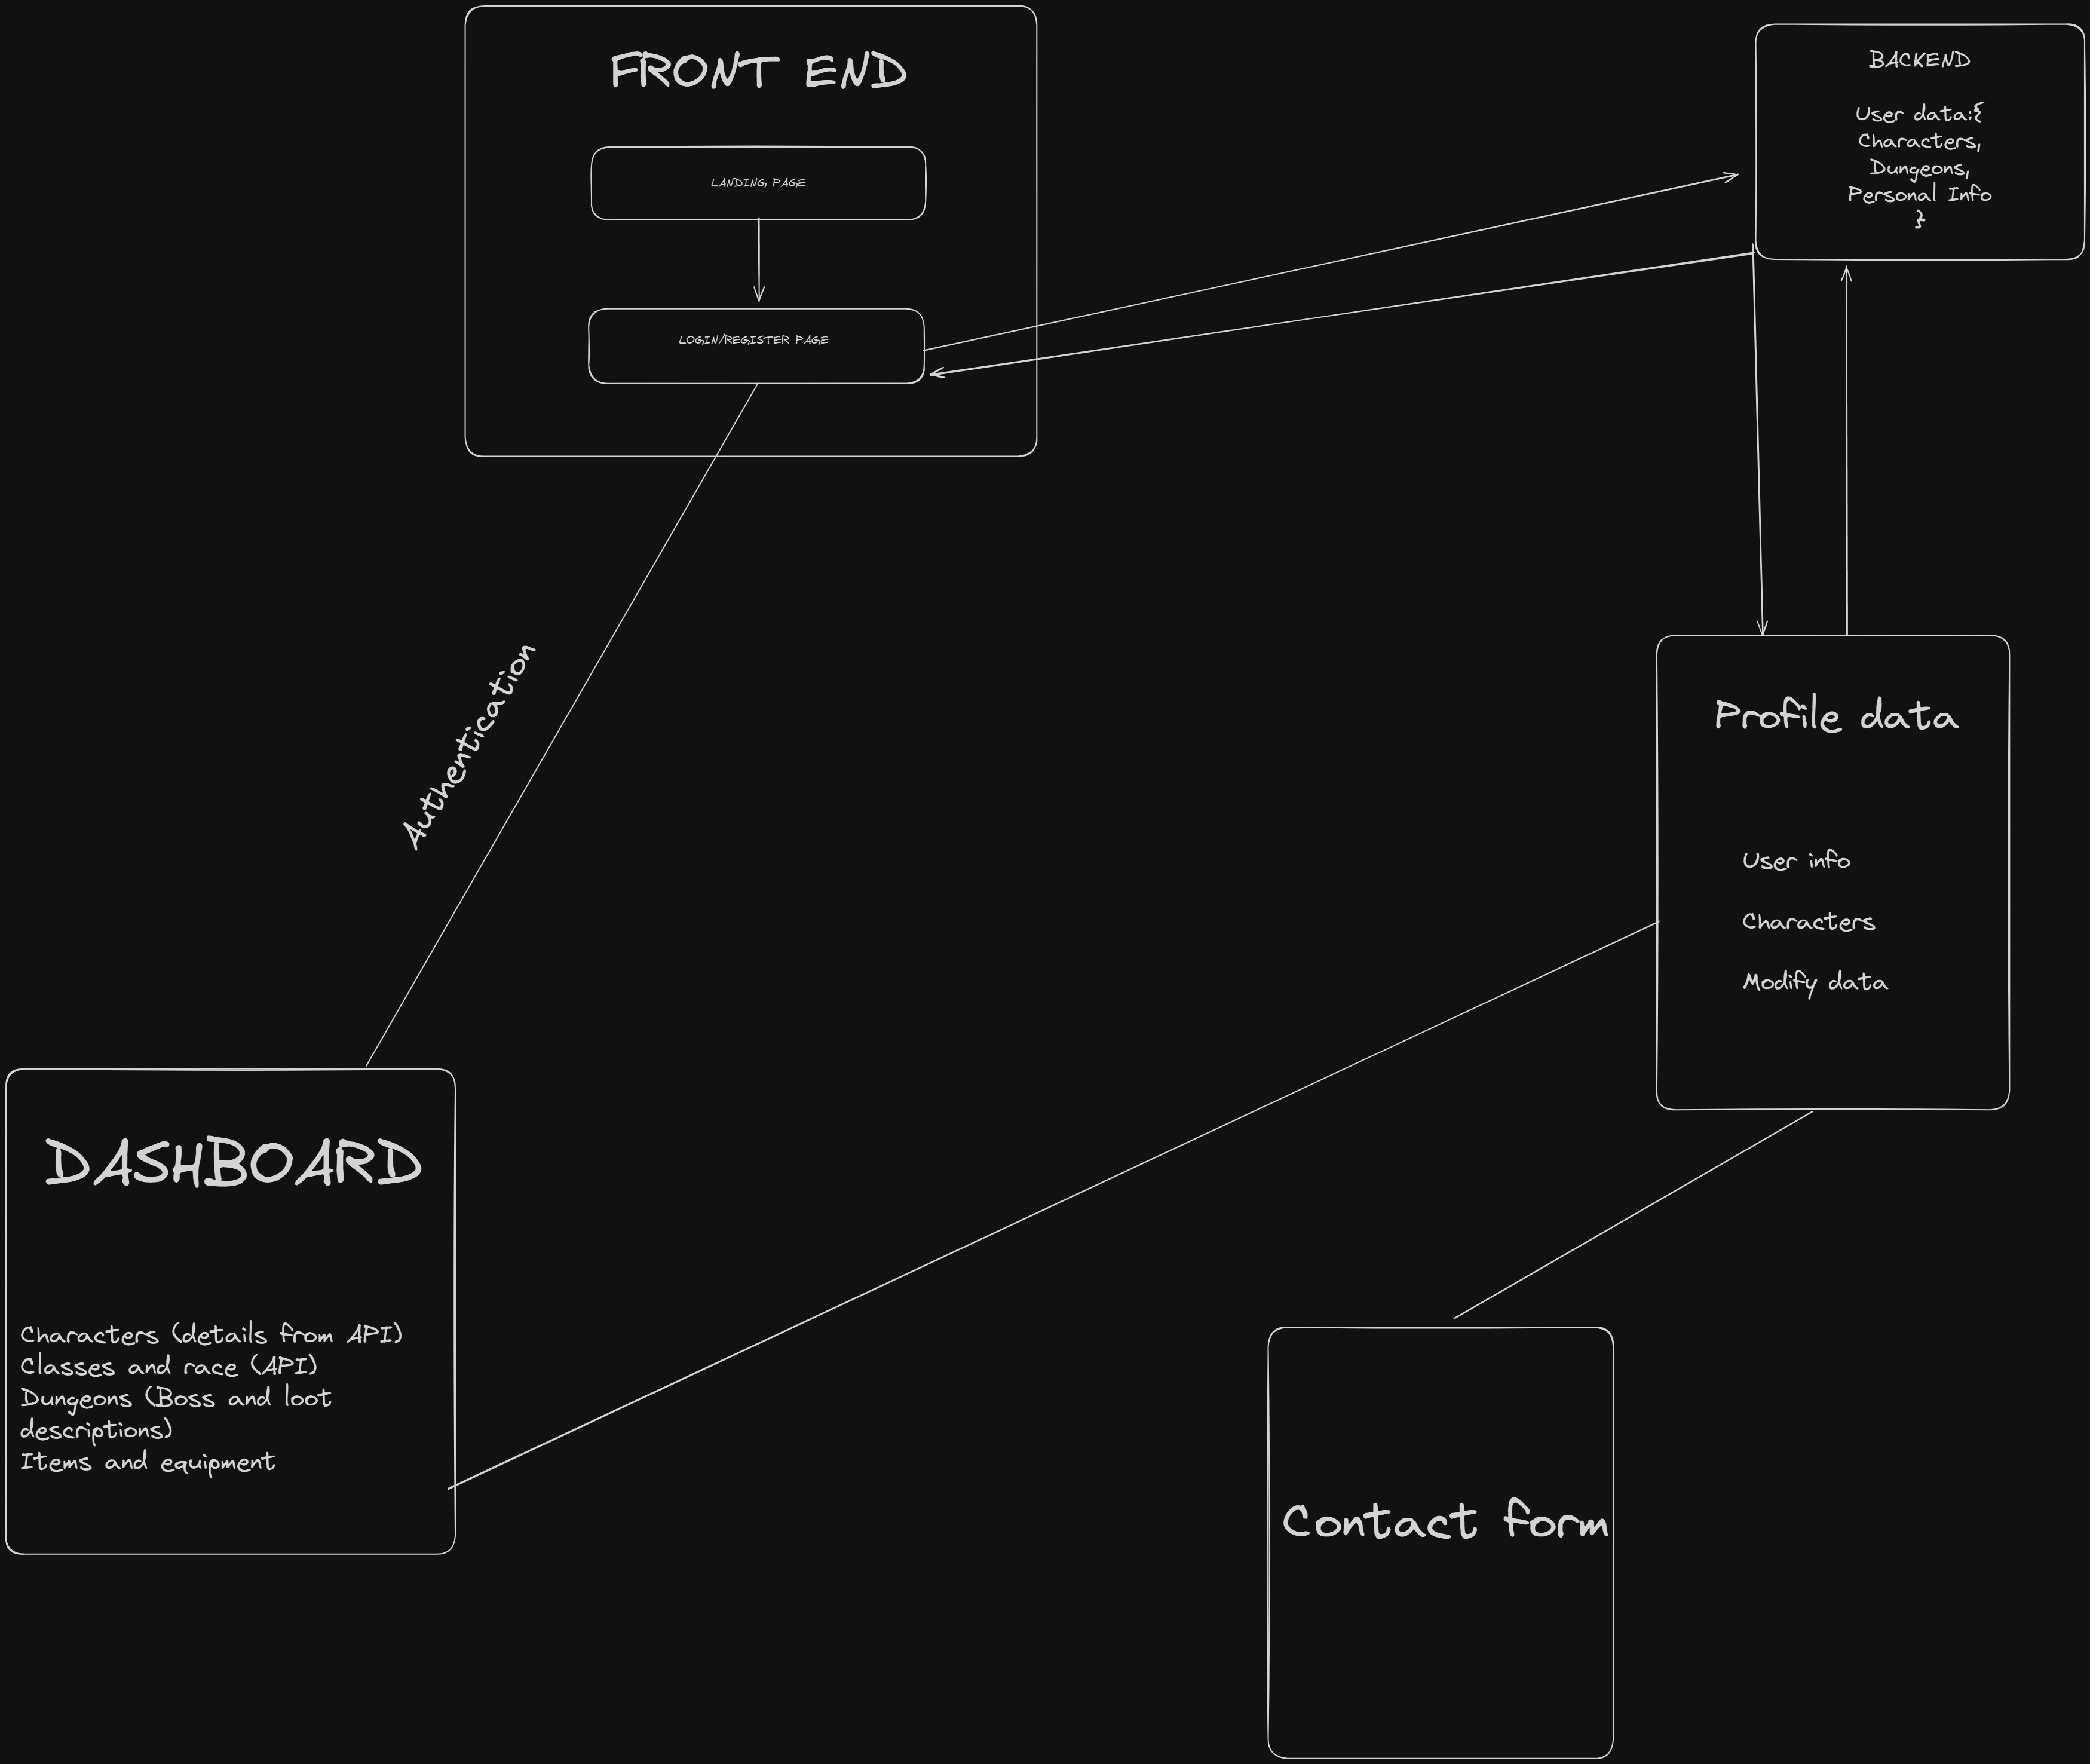 FRONT END
LANDING PAGE
LOGIN/REGISTER PAGE
BACKEND
User data:{
Characters,
Dungeons,
Personal Info
}
Authentication
Profile data
User info
Characters
Modify data
DASHBOARD
Characters (details from API)
Classes and race (API)
Dungeons (Boss and loot
descriptions)
Items and equipment
Contact form